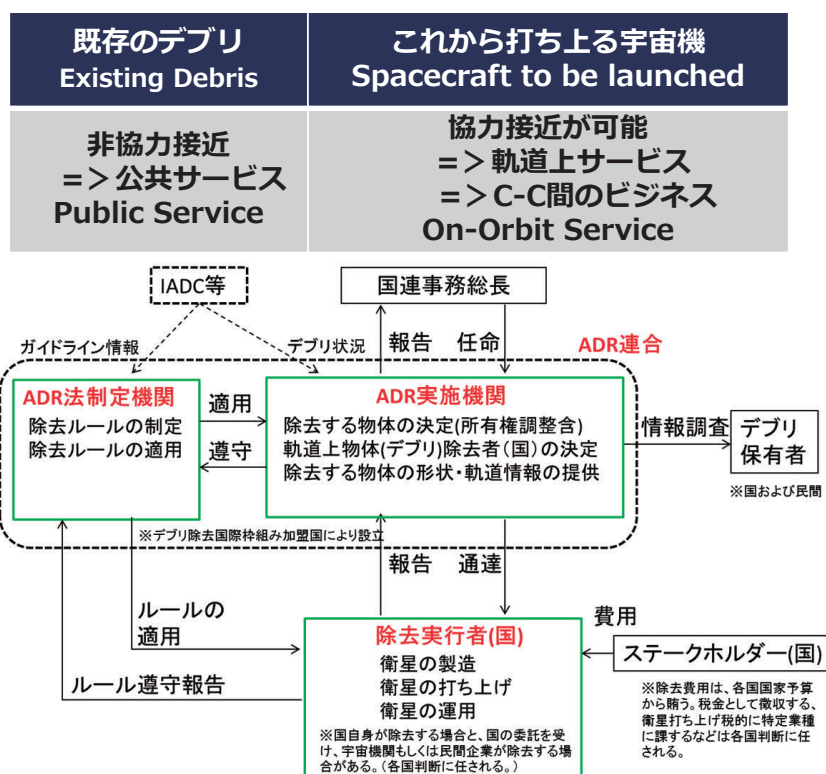 既存のデブリ
Existing Debris
これから打ち上る宇宙機
Spacecraft to be launched
非協力接近
=＞公共サービス
Public Service
協力接近が可能
=＞軌道上サービス
=＞C-C間のビジネス
On-Orbit Service
IADC等
国連事務総長
ガイドライン情報
デブリ状況
報告
任命
ADR連合
ADR法制定機関
除去ルールの制定
除去ルールの適用
適用
遵守
ADR実施機関
除去する物体の決定(所有権調整含)
軌道上物体(デブリ)除去者(国)の決定
除去する物体の形状・軌道情報の提供
情報調査
デブリ
保有者
※国および民間
※デブリ除去国際枠組み加盟国により設立
報告
通達
ルールの
適用
ルール遵守報告
除去実行者(国)
衛星の製造
衛星の打ち上げ
衛星の運用
※国自身が除去する場合と、国の委託を受
け、宇宙機関もしくは民間企業が除去する場
合がある。(各国判断に任される。)
費用
ステークホルダー(国)
※除去費用は、各国国家予算
から賄う。税金として徴収する、
衛星打ち上げ税的に特定業種
に課するなどは各国判断に任
される。